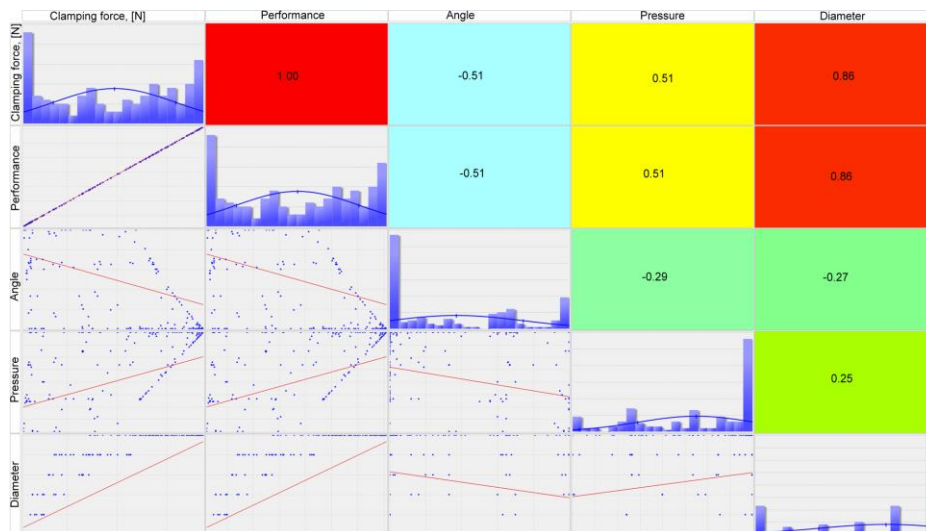 Clamping force, [N] Performance Angle Pressure Diameter
Clamping force, [N] 1.00 -0.51 0.51 0.86
Performance -0.51 0.51 0.86
Angle -0.29 -0.27
Pressure 0.25
Diameter